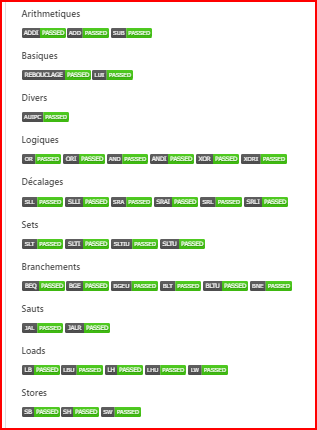 Arithmetiques
ADDI PASSED ADD PASSED SUB PASSED
Basiques
REBOUCLAGE PASSED LUI PASSED
Divers
AUIPC PASSED
Logiques
OR PASSED ORI PASSED AND PASSED ANDI PASSED XOR PASSED XORI PASSED
Décalages
SLL PASSED SLLI PASSED SRA PASSED SRAI PASSED SRL PASSED SRLI PASSED
Sets
SLT PASSED SLTI PASSED SLTIU PASSED SLTU PASSED
Branchements
BEQ PASSED BGE PASSED BGEU PASSED BLT PASSED BLTU PASSED BNE PASSED
Sauts
JAL PASSED JALR PASSED
Loads
LB PASSED LBU PASSED LH PASSED LHU PASSED LW PASSED
Stores
SB PASSED SH PASSED SW PASSED